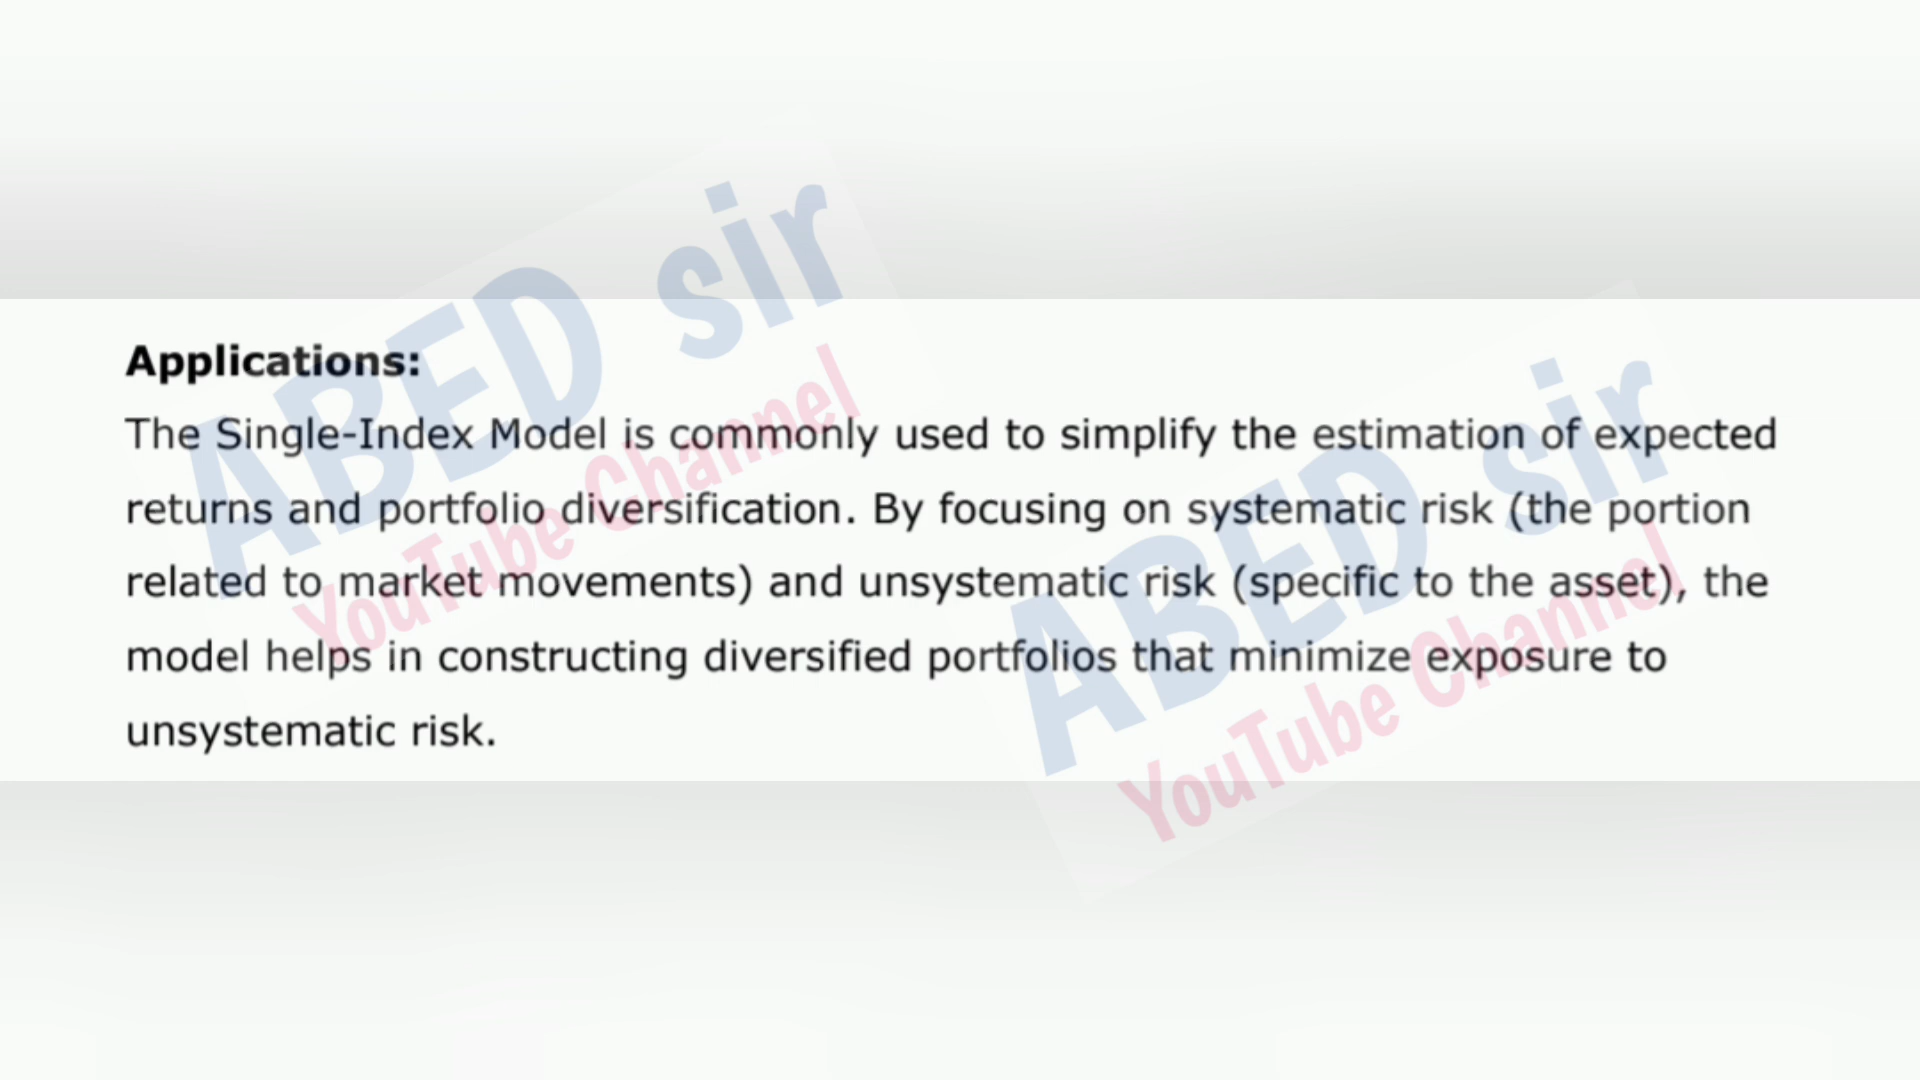 Applications:
The Single-Index Model is commonly used to simplify the estimation of expected
returns and portfolio diversification. By focusing on systematic risk (the portion
related to market movements) and unsystematic risk (specific to the asset), the
model helps in constructing diversified portfolios that minimize exposure to
unsystematic risk.
ABED sir
YouTube Channel
ABED sir
YouTube Channel